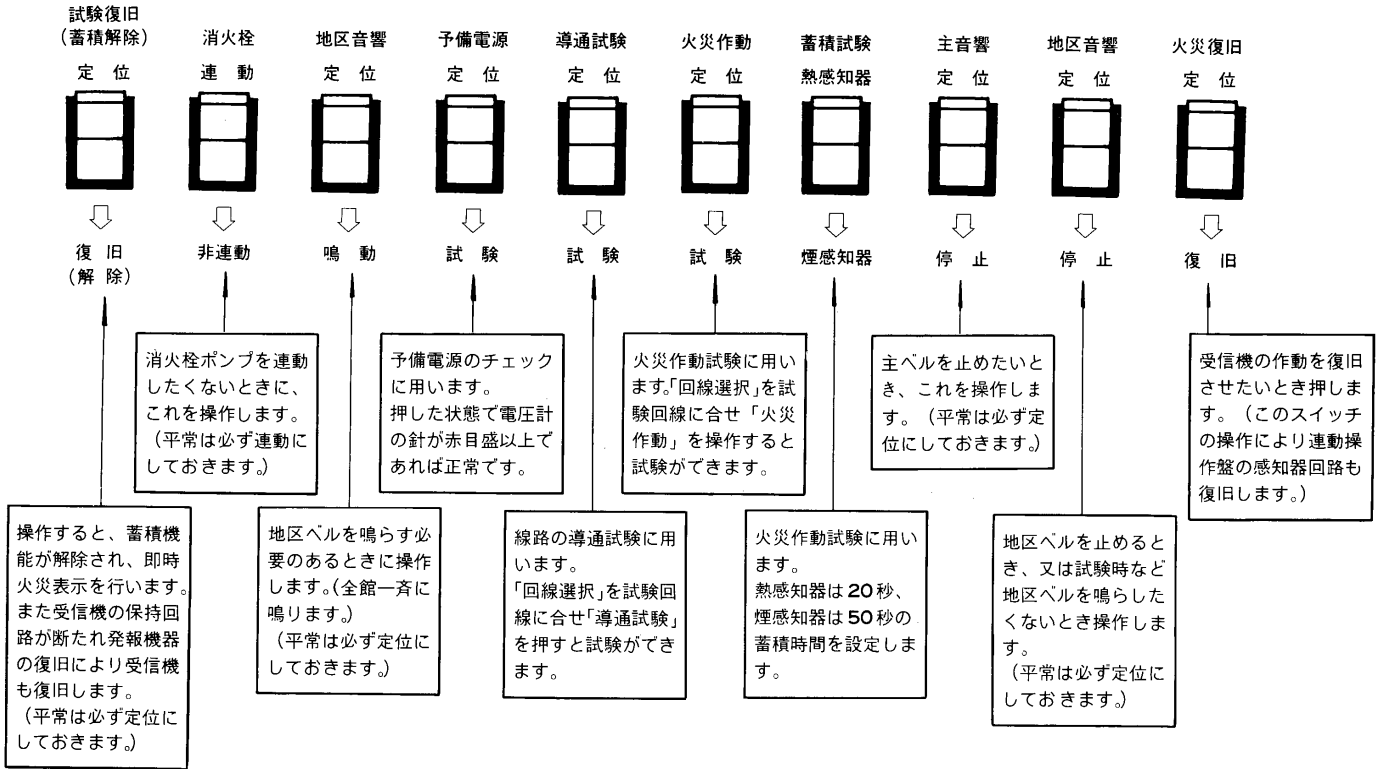 試験復旧
(蓄積解除)
消火栓
地区音響
予備電源
導通試験
火災作動
蓄積試験
主音響
地区音響
火災復旧
定 位
連 動
定 位
定 位
定 位
定 位
熱感知器
定 位
定 位
定 位
復 旧
(解 除)
非連動
鳴 動
試 験
試 験
試 験
煙感知器
停 止
停 止
復 旧
消火栓ポンプを連動
したくないときに、
これを操作します。
(平常は必ず連動に
しておきます。)
予備電源のチェック
に用います。
押した状態で電圧計
の針が赤目盛以上で
あれば正常です。
火災作動試験に用い
ます。「回線選択」を試
験回線に合せ「火災
作動」を操作すると
試験ができます。
主ベルを止めたいと
き、これを操作しま
す。(平常は必ず定
位にしておきます。)
受信機の作動を復旧
させたいとき押しま
す。(このスイッチ
の操作により連動操
作盤の感知器回路も
復旧します。)
操作すると、蓄積機
能が解除され、即時
火災表示を行います。
また受信機の保持回
路が断たれ発報機器
の復旧により受信機
も復旧します。
(平常は必ず定位に
しておきます。)
地区ベルを鳴らす必
要のあるときに操作
します。(全館一斉に
鳴ります。)
(平常は必ず定位に
しておきます。)
線路の導通試験に用
います。
「回線選択」を試験回
線に合せ「導通試験」
を押すと試験ができ
ます。
火災作動試験に用い
ます。
熱感知器は20秒、
煙感知器は50秒の
蓄積時間を設定しま
す。
地区ベルを止めると
き、又は試験時など
地区ベルを鳴らした
くないとき操作しま
す。
(平常は必ず定位に
しておきます。)